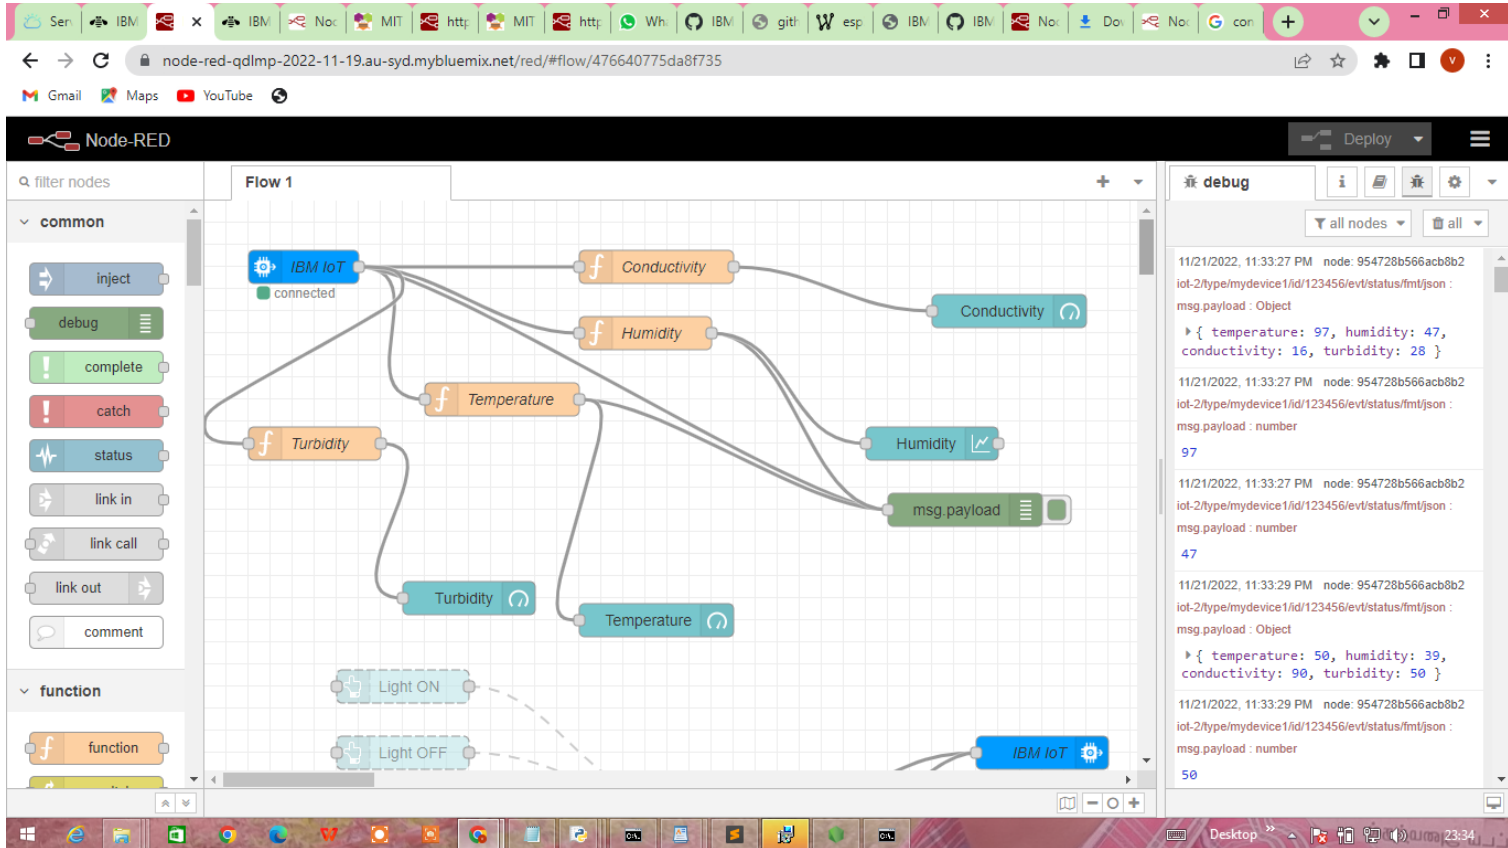 Ser
IBM
IBM
Noc
MIT
http
MIT
http
Wh
IBM
gith
esp
IBM
IBM
Noc
Dov
Noc
con
node-red-qdlmp-2022-11-19.au-syd.mybluemix.net/red/#flow/476640775da8f735
V
Gmail
Maps
YouTube
Node-RED
Deploy
filter nodes
Flow 1
debug
all nodes
all
common
inject
debug
complete
catch
status
link in
link call
link out
comment
function
function
IBM IoT
connected
Conductivity
Conductivity
Humidity
Temperature
Turbidity
Humidity
msg.payload
Turbidity
Temperature
Light ON
Light OFF
IBM IoT
11/21/2022, 11:33:27 PM node: 954728b566acb8b2
iot-2/type/mydevice1/id/123456/evt/status/fmt/json :
msg.payload : Object
{ temperature: 97, humidity: 47,
conductivity: 16, turbidity: 28 }
11/21/2022, 11:33:27 PM node: 954728b566acb8b2
iot-2/type/mydevice1/id/123456/evt/status/fmt/json :
msg.payload : number
97
11/21/2022, 11:33:27 PM node: 954728b566acb8b2
iot-2/type/mydevice1/id/123456/evt/status/fmt/json :
msg.payload : number
47
11/21/2022, 11:33:29 PM node: 954728b566acb8b2
iot-2/type/mydevice1/id/123456/evt/status/fmt/json :
msg.payload : Object
{ temperature: 50, humidity: 39,
conductivity: 90, turbidity: 50 }
11/21/2022, 11:33:29 PM node: 954728b566acb8b2
iot-2/type/mydevice1/id/123456/evt/status/fmt/json :
msg.payload : number
50
Desktop
23:34